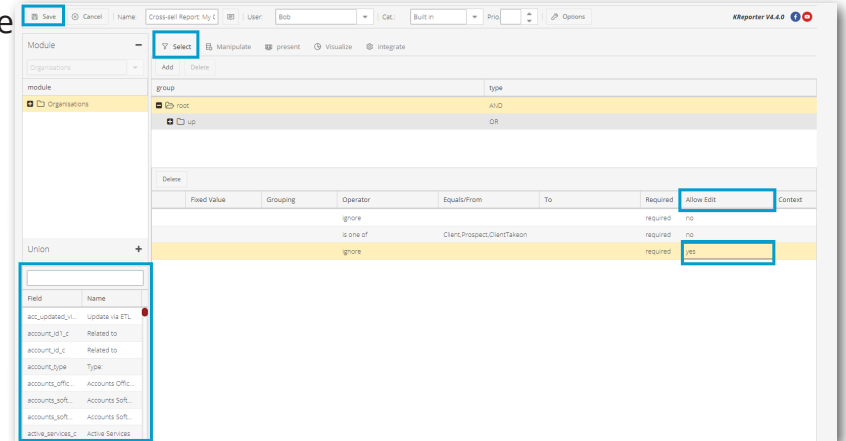 e
Save Cancel Name: Cross-sell Report: My C User: Bob Cat.: Built in Prio. Options KReporter V4.4.0
Module
Select Manipulate present Visualize integrate
Organisations
Add Delete
module
group type
Organisations
root AND
up OR
Delete
Fixed Value Grouping Operator Equals/From To Required Allow Edit Context
ignore required no
is one of Client,Prospect,ClientTakeon required no
ignore required yes
Union
Field Name
acc_updated_vi... Update via ETL
account_id1_c Related to
account_id_c Related to
account_type Type:
accounts_offic... Accounts Offic...
accounts_soft... Accounts Soft...
accounts_soft... Accounts Soft...
active_services_c Active Services